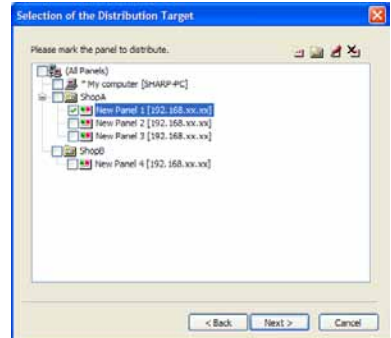 Selection of the Distribution Target
Please mark the panel to distribute.
(All Panels)
* My computer [SHARP-PC]
ShopA
New Panel 1 [192.168.xx.xx]
New Panel 2 [192.168.xx.xx]
New Panel 3 [192.168.xx.xx]
ShopB
New Panel 4 [192.168.xx.xx]
< Back
Next >
Cancel